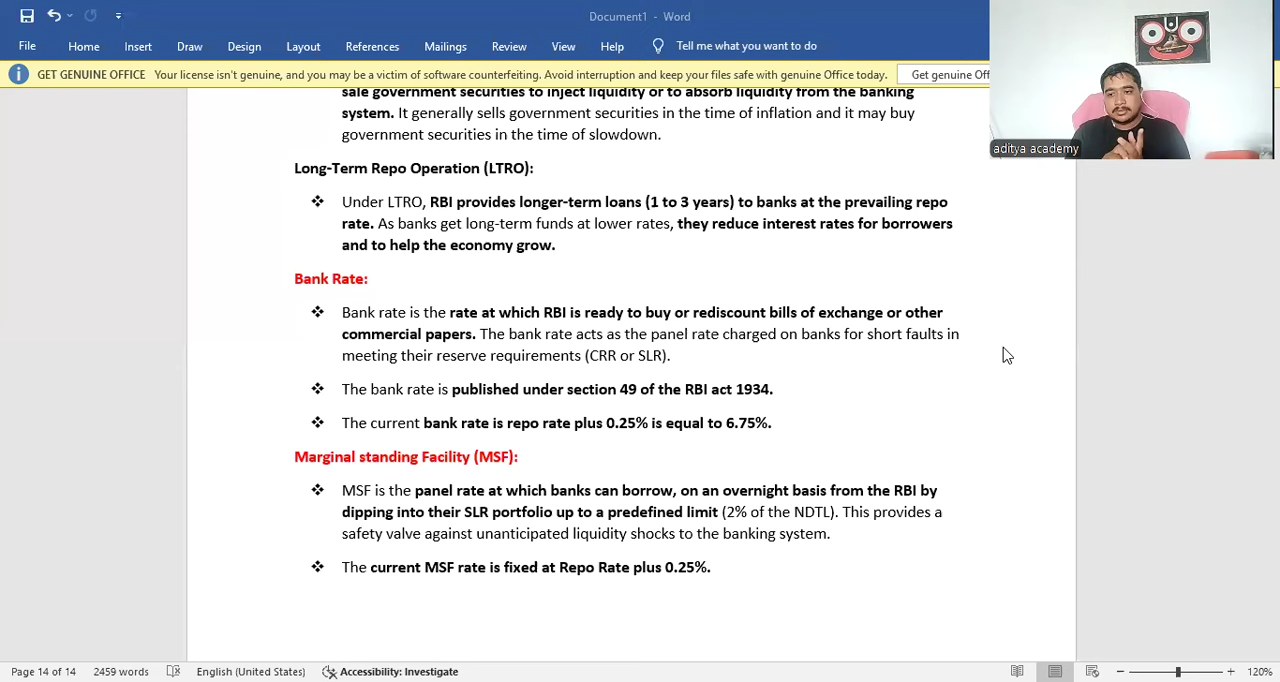 Document1 - Word
File Home Insert Draw Design Layout References Mailings Review View Help Tell me what you want to do
GET GENUINE OFFICE Your license isn't genuine, and you may be a victim of software counterfeiting. Avoid interruption and keep your files safe with genuine Office today. Get genuine Off
aditya academy
sale government securities to inject liquidity or to absorb liquidity from the banking
system. It generally sells government securities in the time of inflation and it may buy
government securities in the time of slowdown.
Long-Term Repo Operation (LTRO):
❖ Under LTRO, RBI provides longer-term loans (1 to 3 years) to banks at the prevailing repo
rate. As banks get long-term funds at lower rates, they reduce interest rates for borrowers
and to help the economy grow.
Bank Rate:
❖ Bank rate is the rate at which RBI is ready to buy or rediscount bills of exchange or other
commercial papers. The bank rate acts as the panel rate charged on banks for short faults in
meeting their reserve requirements (CRR or SLR).
❖ The bank rate is published under section 49 of the RBI act 1934.
❖ The current bank rate is repo rate plus 0.25% is equal to 6.75%.
Marginal standing Facility (MSF):
❖ MSF is the panel rate at which banks can borrow, on an overnight basis from the RBI by
dipping into their SLR portfolio up to a predefined limit (2% of the NDTL). This provides a
safety valve against unanticipated liquidity shocks to the banking system.
❖ The current MSF rate is fixed at Repo Rate plus 0.25%.
Page 14 of 14 2459 words English (United States) Accessibility: Investigate 120%